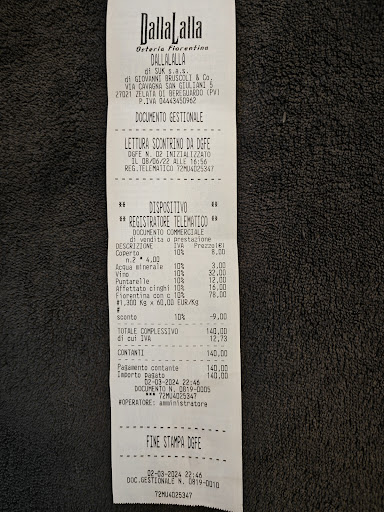 DallaLalla
Osteria Fiorentina
DALLALALLA
di SUK s.a.s.
di GIOVANNI BRUSCOLI & Co.
VIA CAVAGNA SAN GIULIANI 5
27021 ZELATA DI BEREGUARDO (PV)
P.IVA 04443450962
DOCUMENTO GESTIONALE
LETTURA SCONTRINO DA DGFE
DGFE N. 02 INIZIALIZZATO
IL 08/06/22 ALLE 16:56
REG.TELEMATICO 72MU4025347
** DISPOSITIVO **
** REGISTRATORE TELEMATICO **
DOCUMENTO COMMERCIALE
di vendita o prestazione
DESCRIZIONE IVA Prezzo(€)
Coperto 10% 8,00
n.2 * 4,00
Acqua minerale 10% 3,00
Vino 10% 32,00
Puntarelle 10% 12,00
Affettato cinghi 10% 16,00
Fiorentina con c 10% 78,00
#1,300 Kg x 60,00 EUR/Kg
#
sconto 10% -9,00
TOTALE COMPLESSIVO 140,00
di cui IVA 12,73
CONTANTI 140,00
Pagamento contante 140,00
Importo pagato 140,00
02-03-2024 22:46
DOCUMENTO N. 0819-0005
*** 72MU4025347
#OPERATORE: amministratore
FINE STAMPA DGFE
02-03-2024 22:46
DOC.GESTIONALE N. 0819-0010
72MU4025347